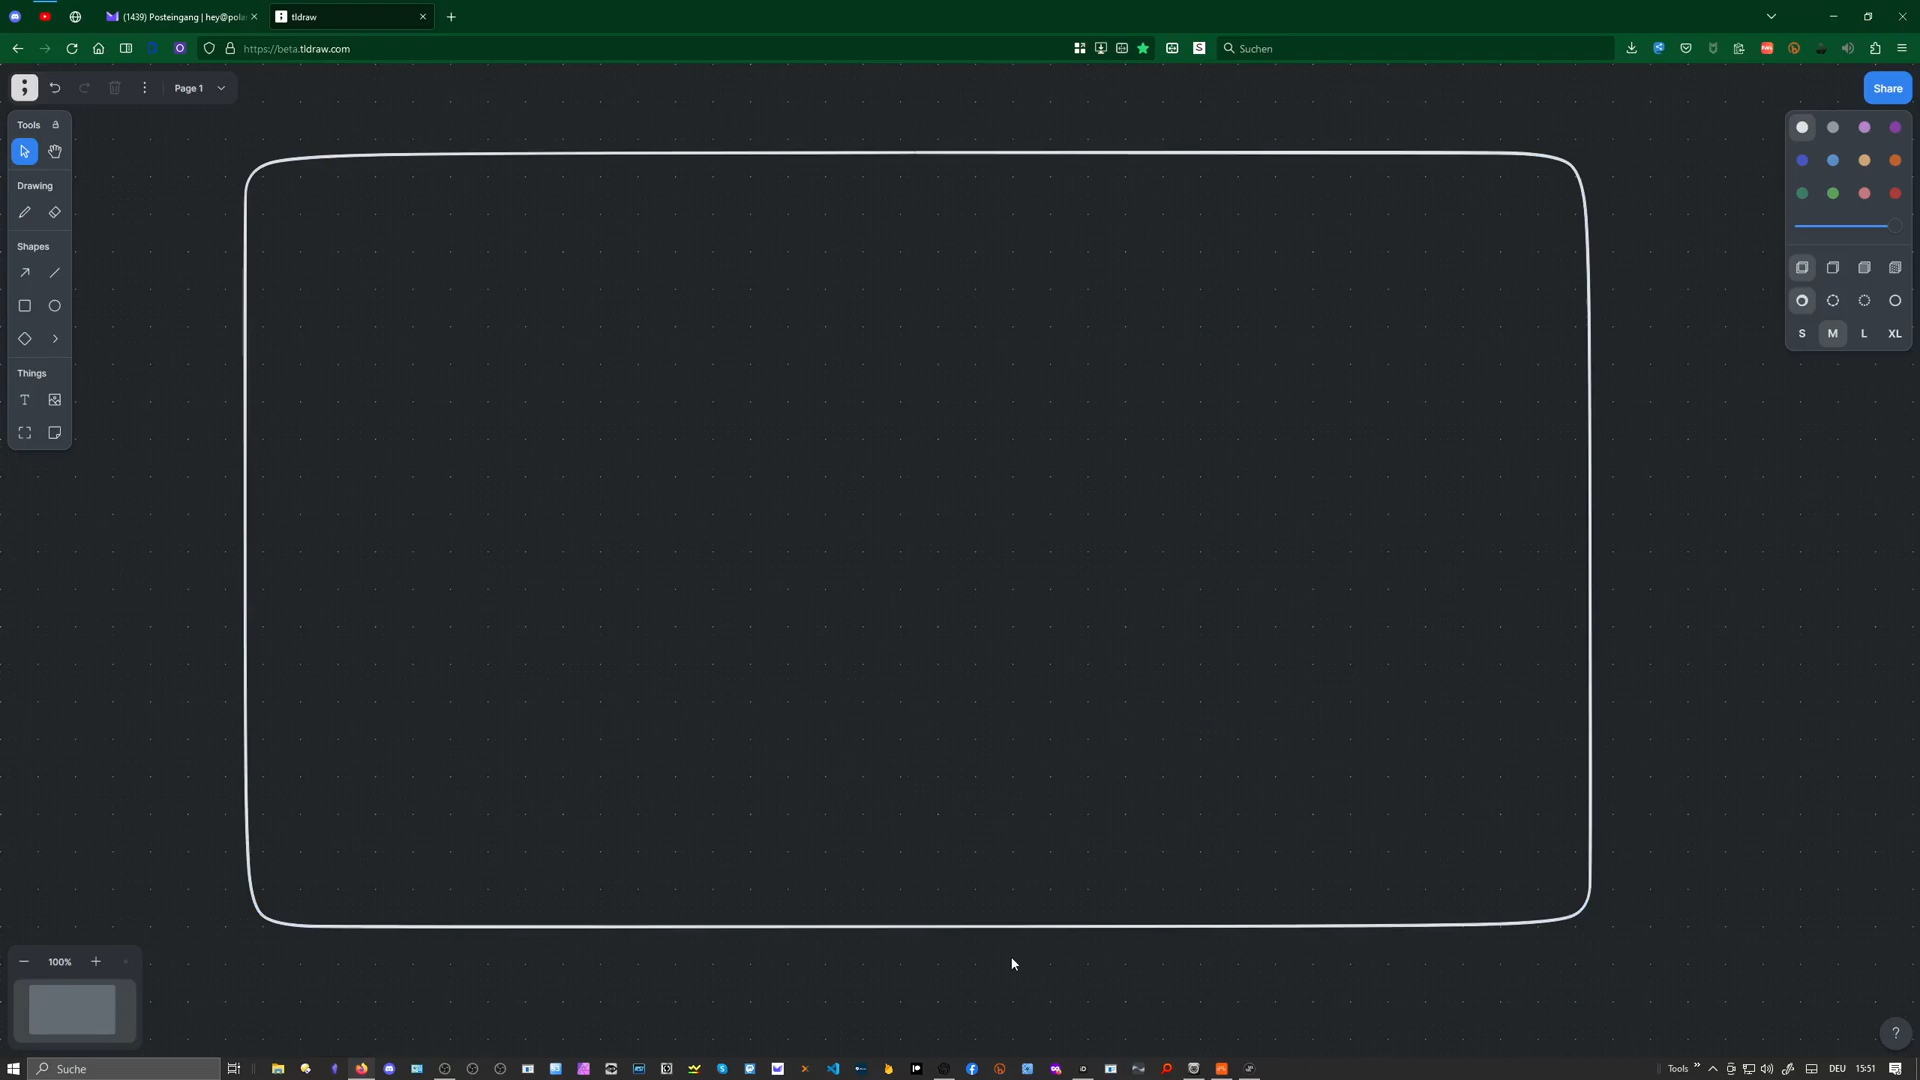 (1439) Posteingang | hey@pola
tldraw
https://beta.tldraw.com
Suchen
Page 1
Share
Tools
Drawing
Shapes
Things
S M L XL
100%
?
Suche
Tools
DEU
15:51